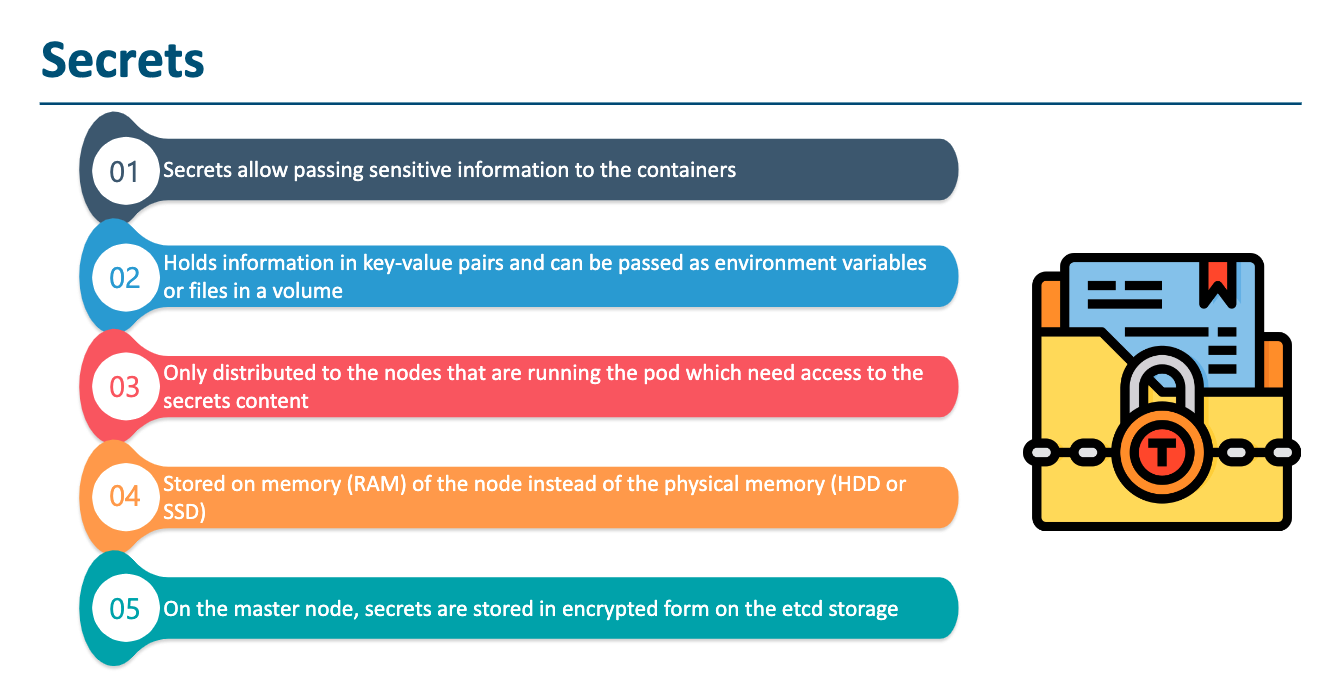 Secrets
01
Secrets allow passing sensitive information to the containers
02
Holds information in key-value pairs and can be passed as environment variables
or files in a volume
03
Only distributed to the nodes that are running the pod which need access to the
secrets content
04
Stored on memory (RAM) of the node instead of the physical memory (HDD or
SSD)
05
On the master node, secrets are stored in encrypted form on the etcd storage
T